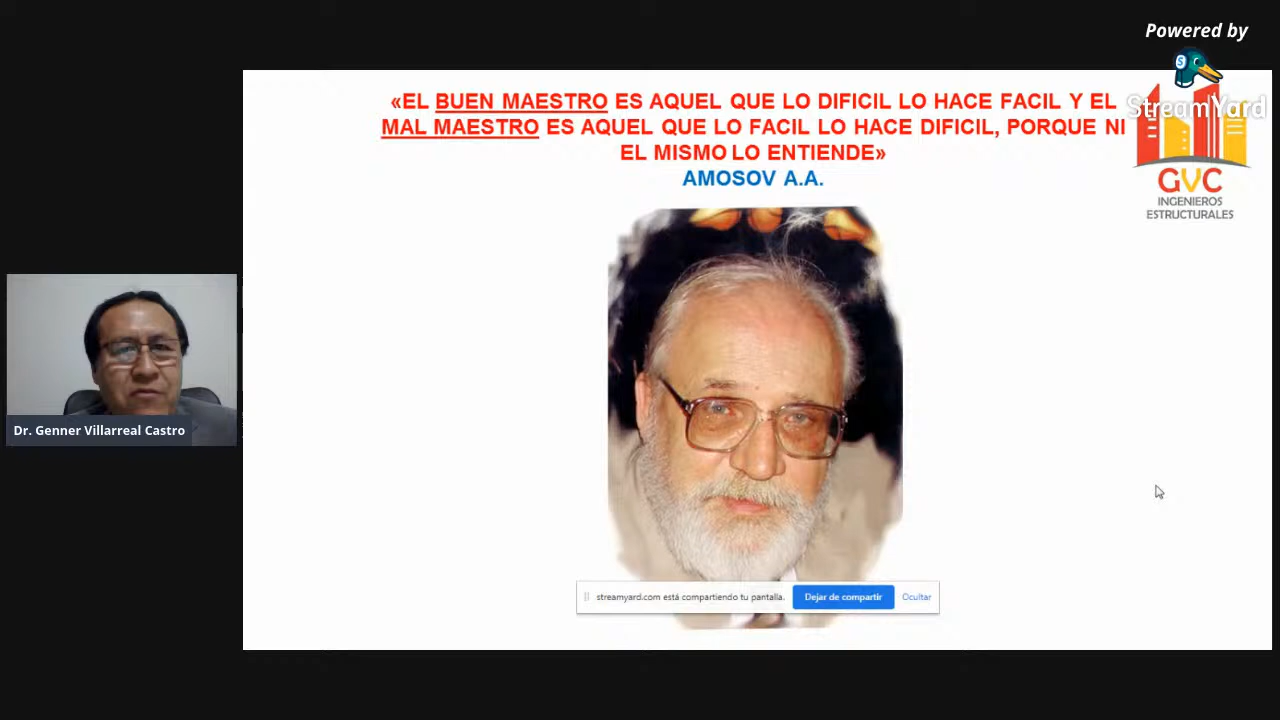 Powered by
StreamYard
«EL BUEN MAESTRO ES AQUEL QUE LO DIFICIL LO HACE FACIL Y EL
MAL MAESTRO ES AQUEL QUE LO FACIL LO HACE DIFICIL, PORQUE NI
EL MISMO LO ENTIENDE»
AMOSOV A.A.
GVC
INGENIEROS
ESTRUCTURALES
Dr. Genner Villarreal Castro
streamyard.com está compartiendo tu pantalla. Dejar de compartir Ocultar